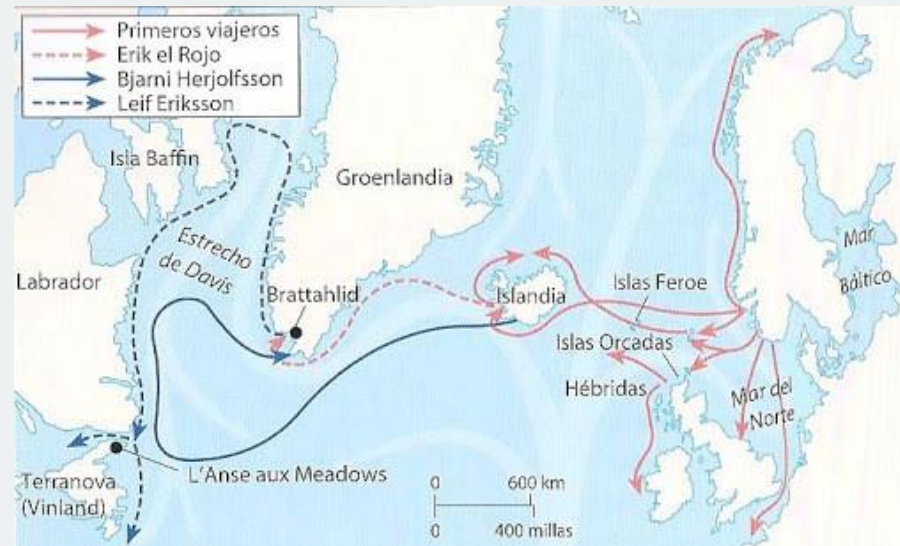 Primeros viajeros
Erik el Rojo
Bjarni Herjolfsson
Leif Eriksson
Isla Baffin
Groenlandia
Estrecho
de Davis
Labrador
Brattahlid
Islandia
Islas Feroe
Mar
Báltico
Islas Orcadas
Hébridas
Mar del
Norte
L'Anse aux Meadows
Terranova
(Vinland)
0 600 km
0 400 millas